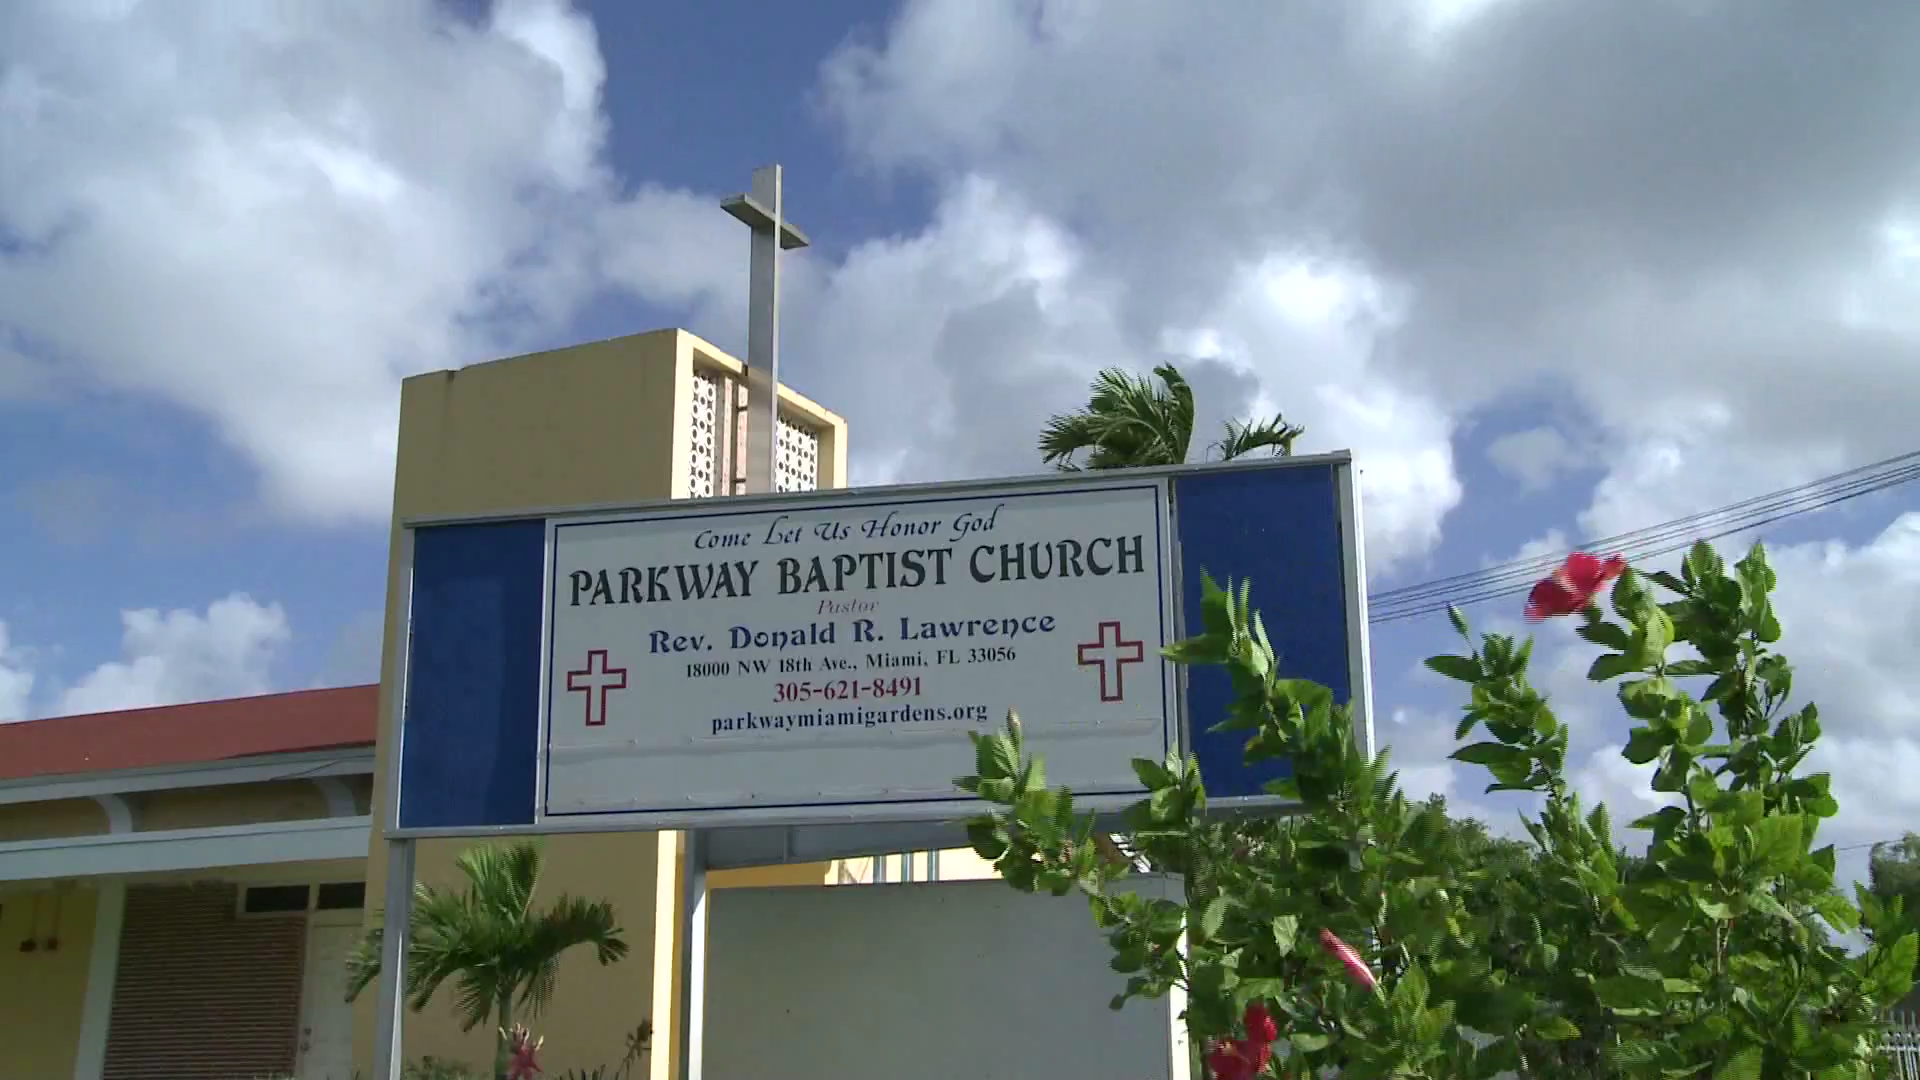 Come Let Us Honor God
PARKWAY BAPTIST CHURCH
Pastor
Rev. Donald R. Lawrence
18000 NW 18th Ave., Miami, FL 33056
305-621-8491
parkwaymiamigardens.org